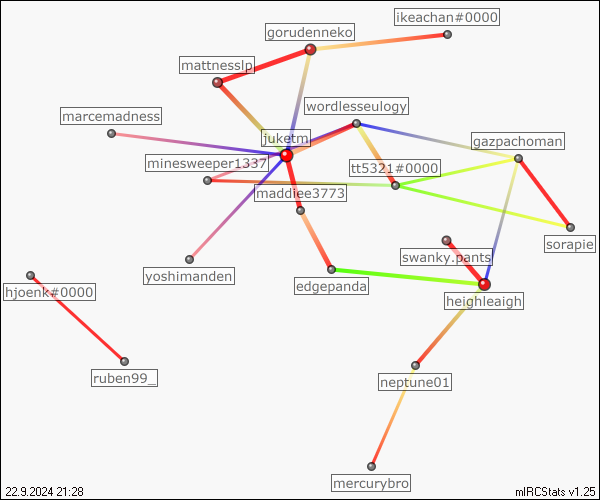 ikeachan#0000
gorudenneko
mattnesslp
wordlesseulogy
marcemadness
juketm
gazpachoman
minesweeper1337
tt5321#0000
maddiee3773
sorapie
swanky.pants
yoshimanden
edgepanda
hjoenk#0000
heighleaigh
ruben99_
neptune01
mercurybro
22.9.2024 21:28
mIRCStats v1.25